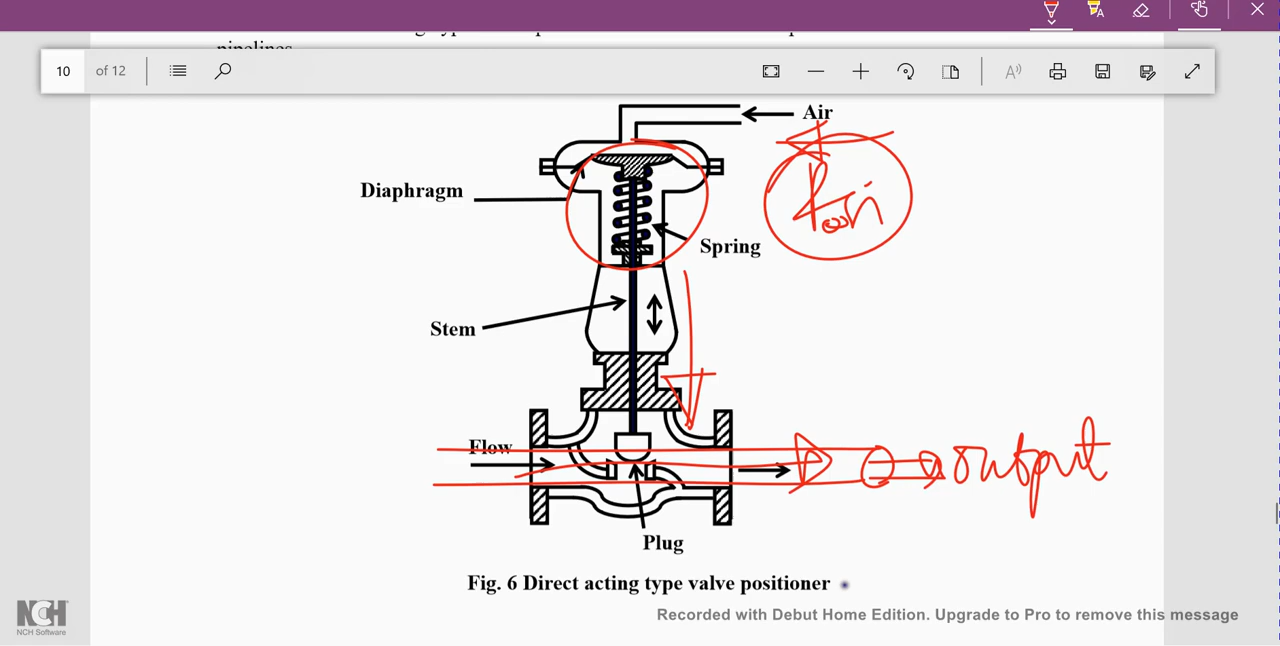 pipelines
10 of 12
Air
Diaphragm
Spring
Stem
Flow
output
Plug
Fig. 6 Direct acting type valve positioner
NCH
NCH Software
Recorded with Debut Home Edition. Upgrade to Pro to remove this message